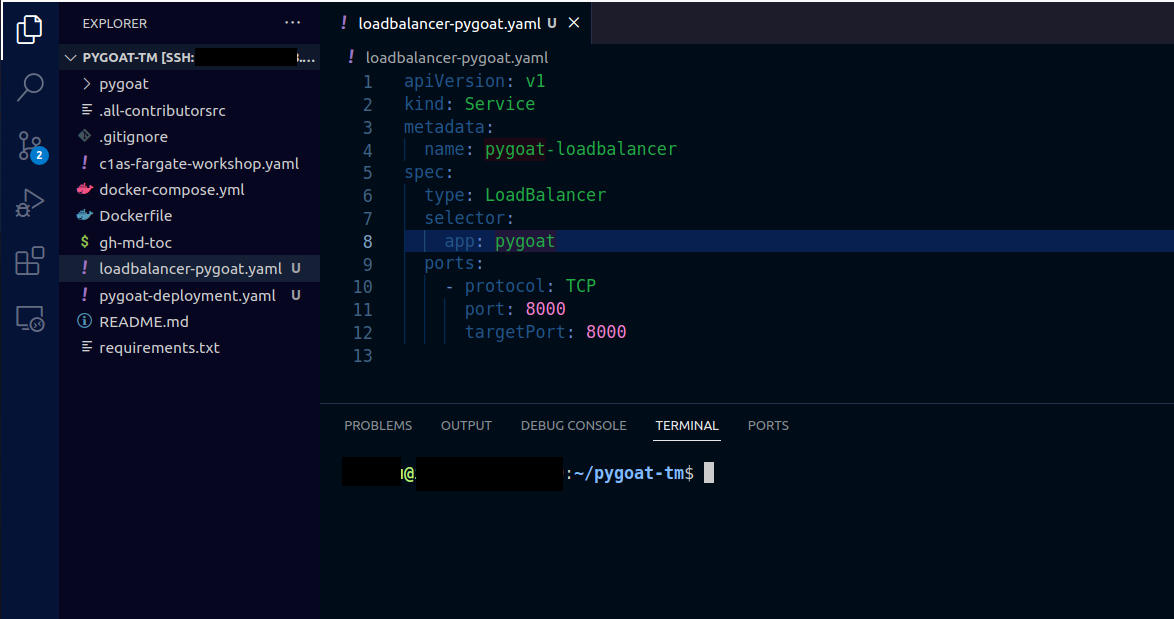 EXPLORER
PYGOAT-TM [SSH: ...
pygoat
.all-contributorsrc
.gitignore
! c1as-fargate-workshop.yaml
docker-compose.yml
Dockerfile
$ gh-md-toc
! loadbalancer-pygoat.yaml U
! pygoat-deployment.yaml U
README.md
requirements.txt
2
! loadbalancer-pygoat.yaml U ×
! loadbalancer-pygoat.yaml
1 apiVersion: v1
2 kind: Service
3 metadata:
4   name: pygoat-loadbalancer
5 spec:
6   type: LoadBalancer
7   selector:
8     app: pygoat
9   ports:
10     - protocol: TCP
11       port: 8000
12       targetPort: 8000
13
PROBLEMS OUTPUT DEBUG CONSOLE TERMINAL PORTS
@ :~/pygoat-tm$